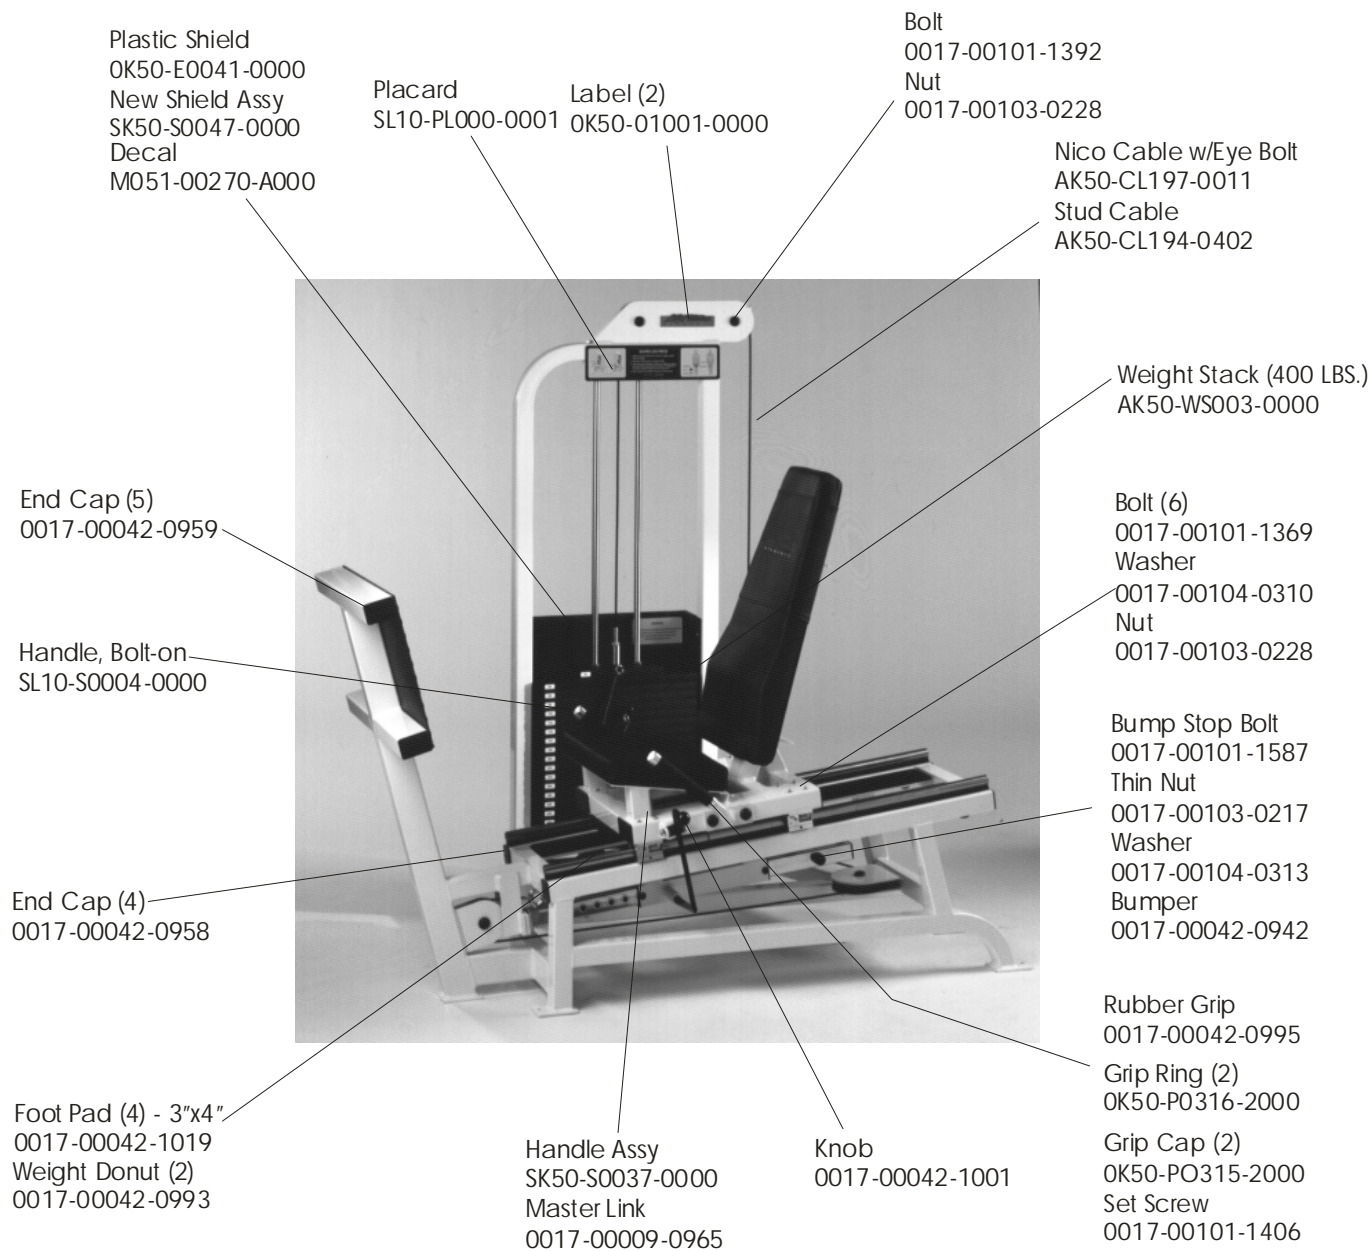 Plastic Shield
0K50-E0041-0000
New Shield Assy
SK50-S0047-0000
Decal
M051-00270-A000
Placard
SL10-PL000-0001
Label (2)
0K50-01001-0000
Bolt
0017-00101-1392
Nut
0017-00103-0228
Nico Cable w/Eye Bolt
AK50-CL197-0011
Stud Cable
AK50-CL194-0402
Weight Stack (400 LBS.)
AK50-WS003-0000
End Cap (5)
0017-00042-0959
Bolt (6)
0017-00101-1369
Washer
0017-00104-0310
Nut
0017-00103-0228
Handle, Bolt-on
SL10-S0004-0000
Bump Stop Bolt
0017-00101-1587
Thin Nut
0017-00103-0217
Washer
0017-00104-0313
Bumper
0017-00042-0942
End Cap (4)
0017-00042-0958
Rubber Grip
0017-00042-0995
Grip Ring (2)
0K50-P0316-2000
Grip Cap (2)
0K50-PO315-2000
Set Screw
0017-00101-1406
Foot Pad (4) - 3"x4"
0017-00042-1019
Weight Donut (2)
0017-00042-0993
Handle Assy
SK50-S0037-0000
Master Link
0017-00009-0965
Knob
0017-00042-1001